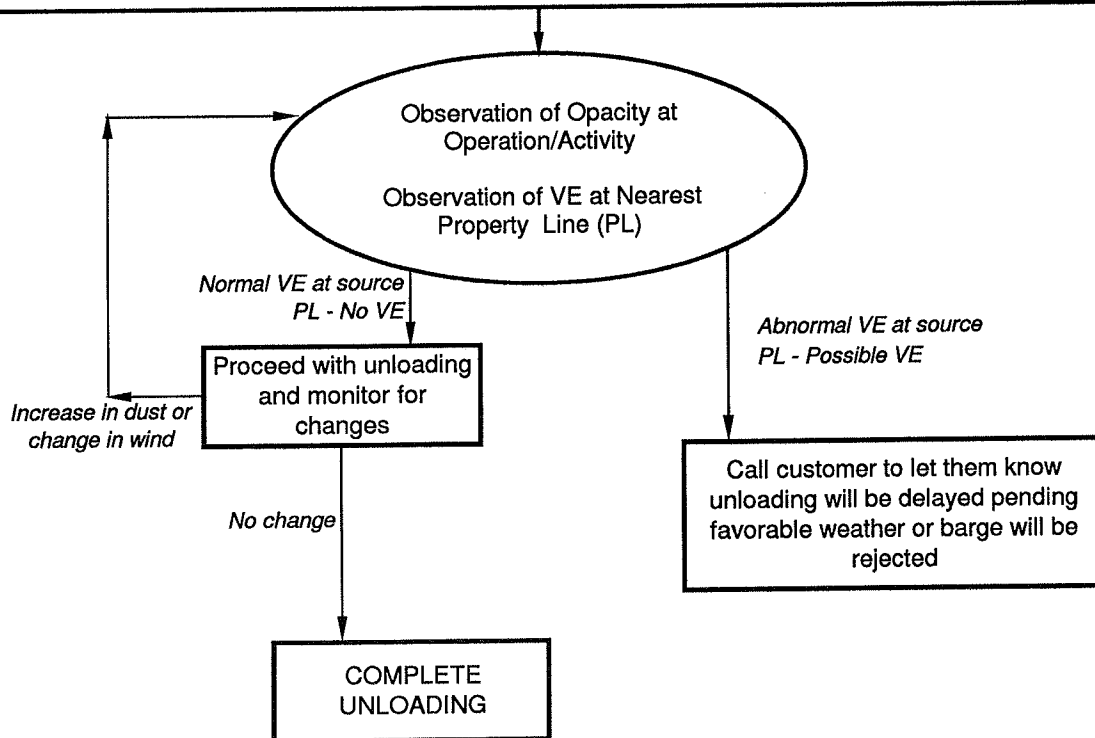 Observation of Opacity at
Operation/Activity
Observation of VE at Nearest
Property Line (PL)
Normal VE at source
PL - No VE
Abnormal VE at source
PL - Possible VE
Proceed with unloading
and monitor for
changes
Increase in dust or
change in wind
Call customer to let them know
unloading will be delayed pending
favorable weather or barge will be
rejected
No change
COMPLETE
UNLOADING